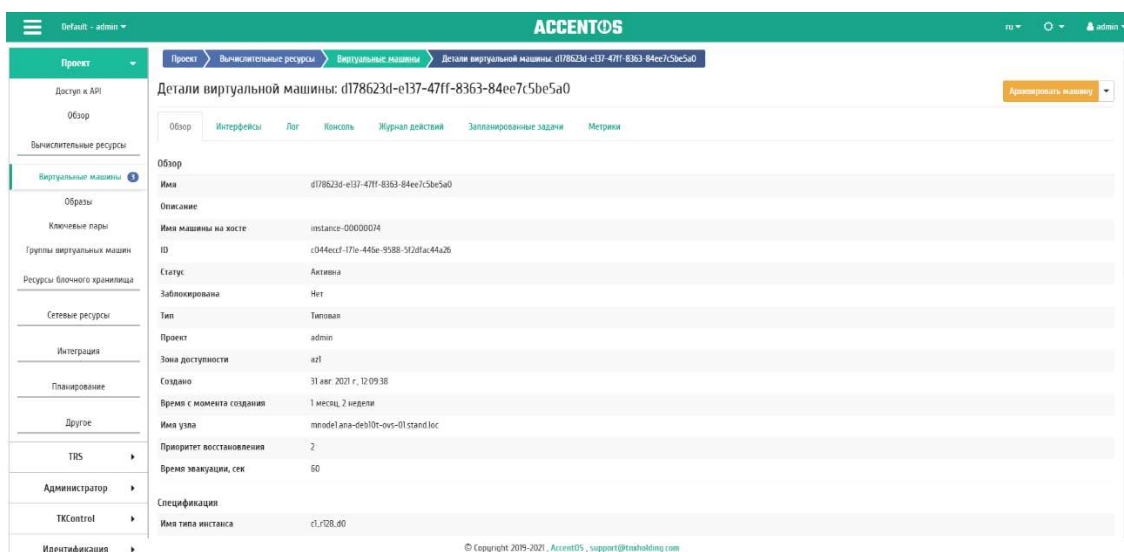 Default - admin
ACCENTOS
ru
admin
Проект
Доступ к API
Обзор
Вычислительные ресурсы
Виртуальные машины 3
Образы
Ключевые пары
Группы виртуальных машин
Ресурсы блочного хранилища
Сетевые ресурсы
Интеграция
Планирование
Другое
TRS
Администратор
TKControl
Идентификация
Проект
Вычислительные ресурсы
Виртуальные машины
Детали виртуальной машины: d178623d-e137-47ff-8363-84ee7c5be5a0
Детали виртуальной машины: d178623d-e137-47ff-8363-84ee7c5be5a0
Архивировать машину
Обзор Интерфейсы Лог Консоль Журнал действий Запланированные задачи Метрики
Обзор
Имя d178623d-e137-47ff-8363-84ee7c5be5a0
Описание
Имя машины на хосте instance-00000074
ID c044eccf-171e-446e-9588-5f2dfac44a26
Статус Активна
Заблокирована Нет
Тип Типовая
Проект admin
Зона доступности az1
Создано 31 авг. 2021 г., 12:09:38
Время с момента создания 1 месяц, 2 недели
Имя узла mnode1.ana-deb10t-ovs-01.stand.loc
Приоритет восстановления 2
Время эвакуации, сек 60
Спецификация
Имя типа инстанса c1_r128_d0
© Copyright 2019-2021 , AccentOS , support@tnxholding.com